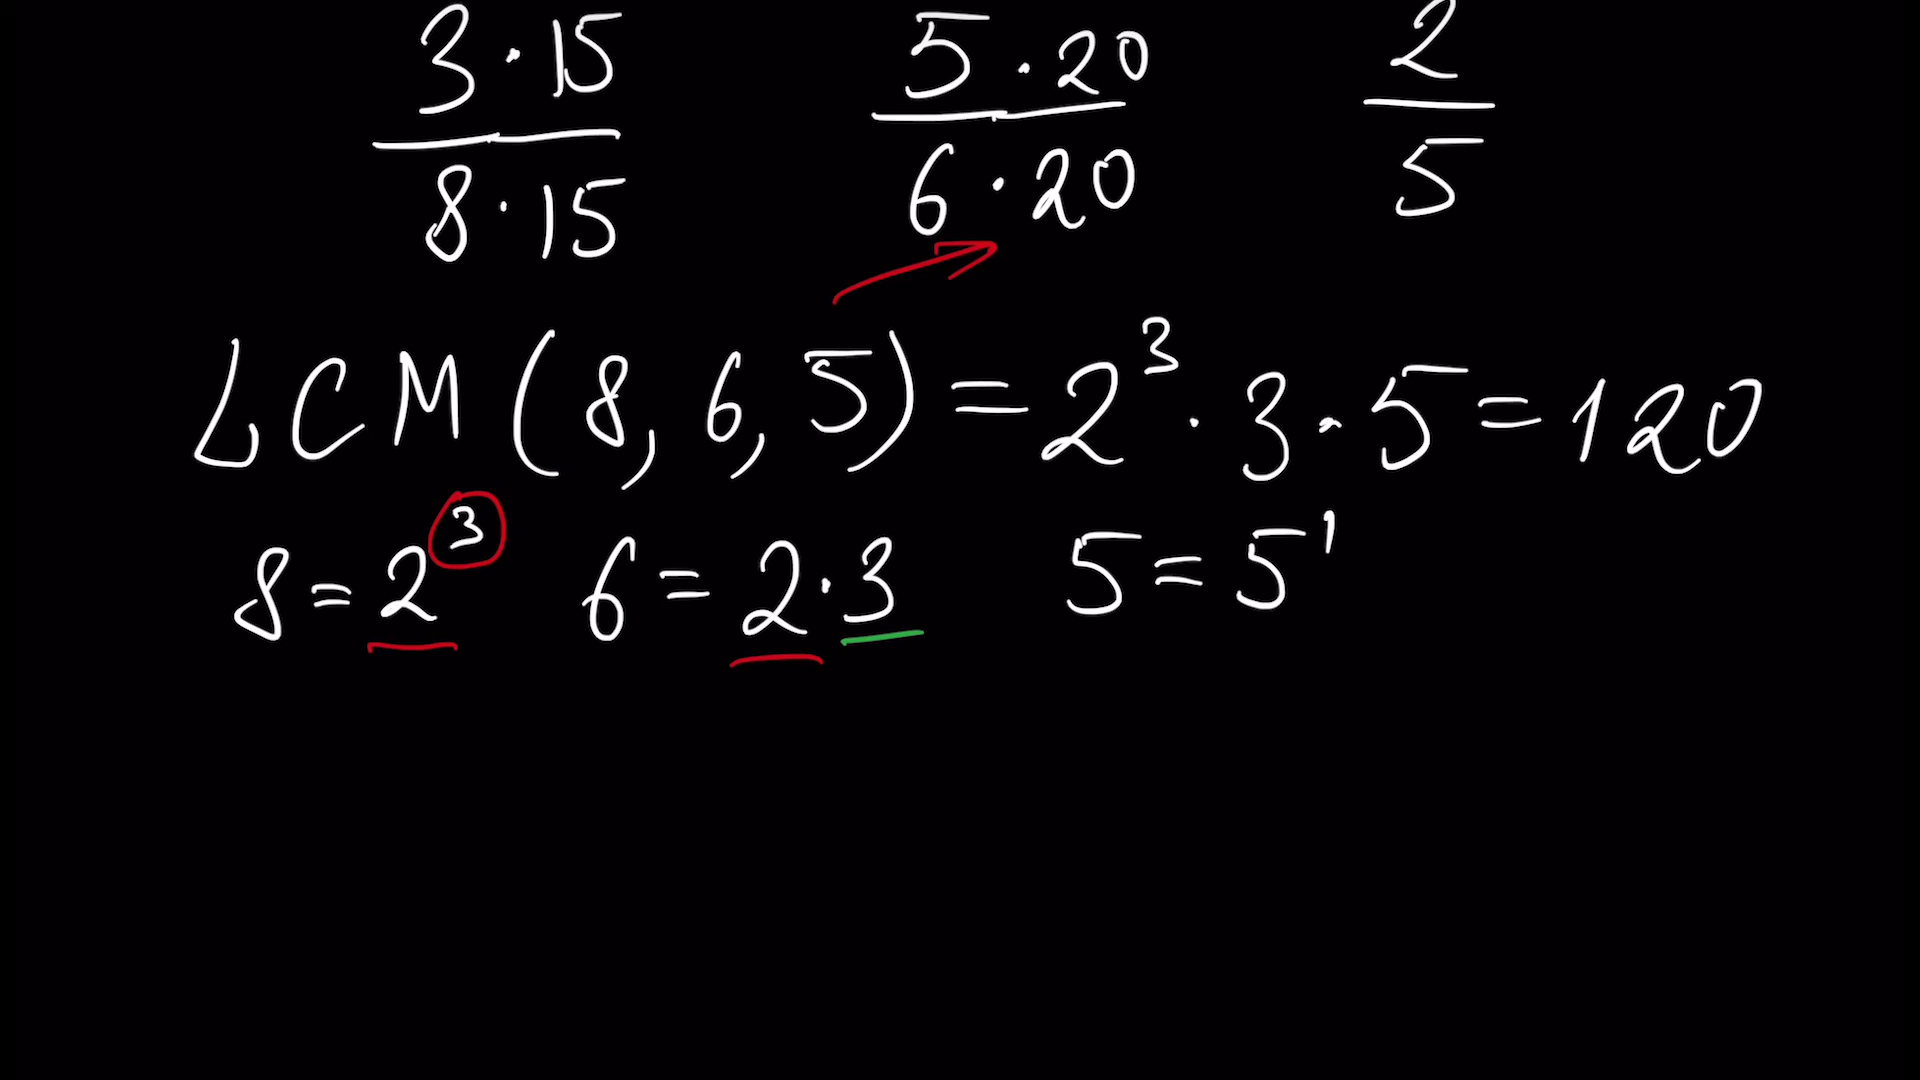 3·15 5·20 2
8·15 6·20 5
LCM(8, 6, 5) = 2³·3·5 = 120
8 = 2³ 6 = 2·3 5 = 5¹